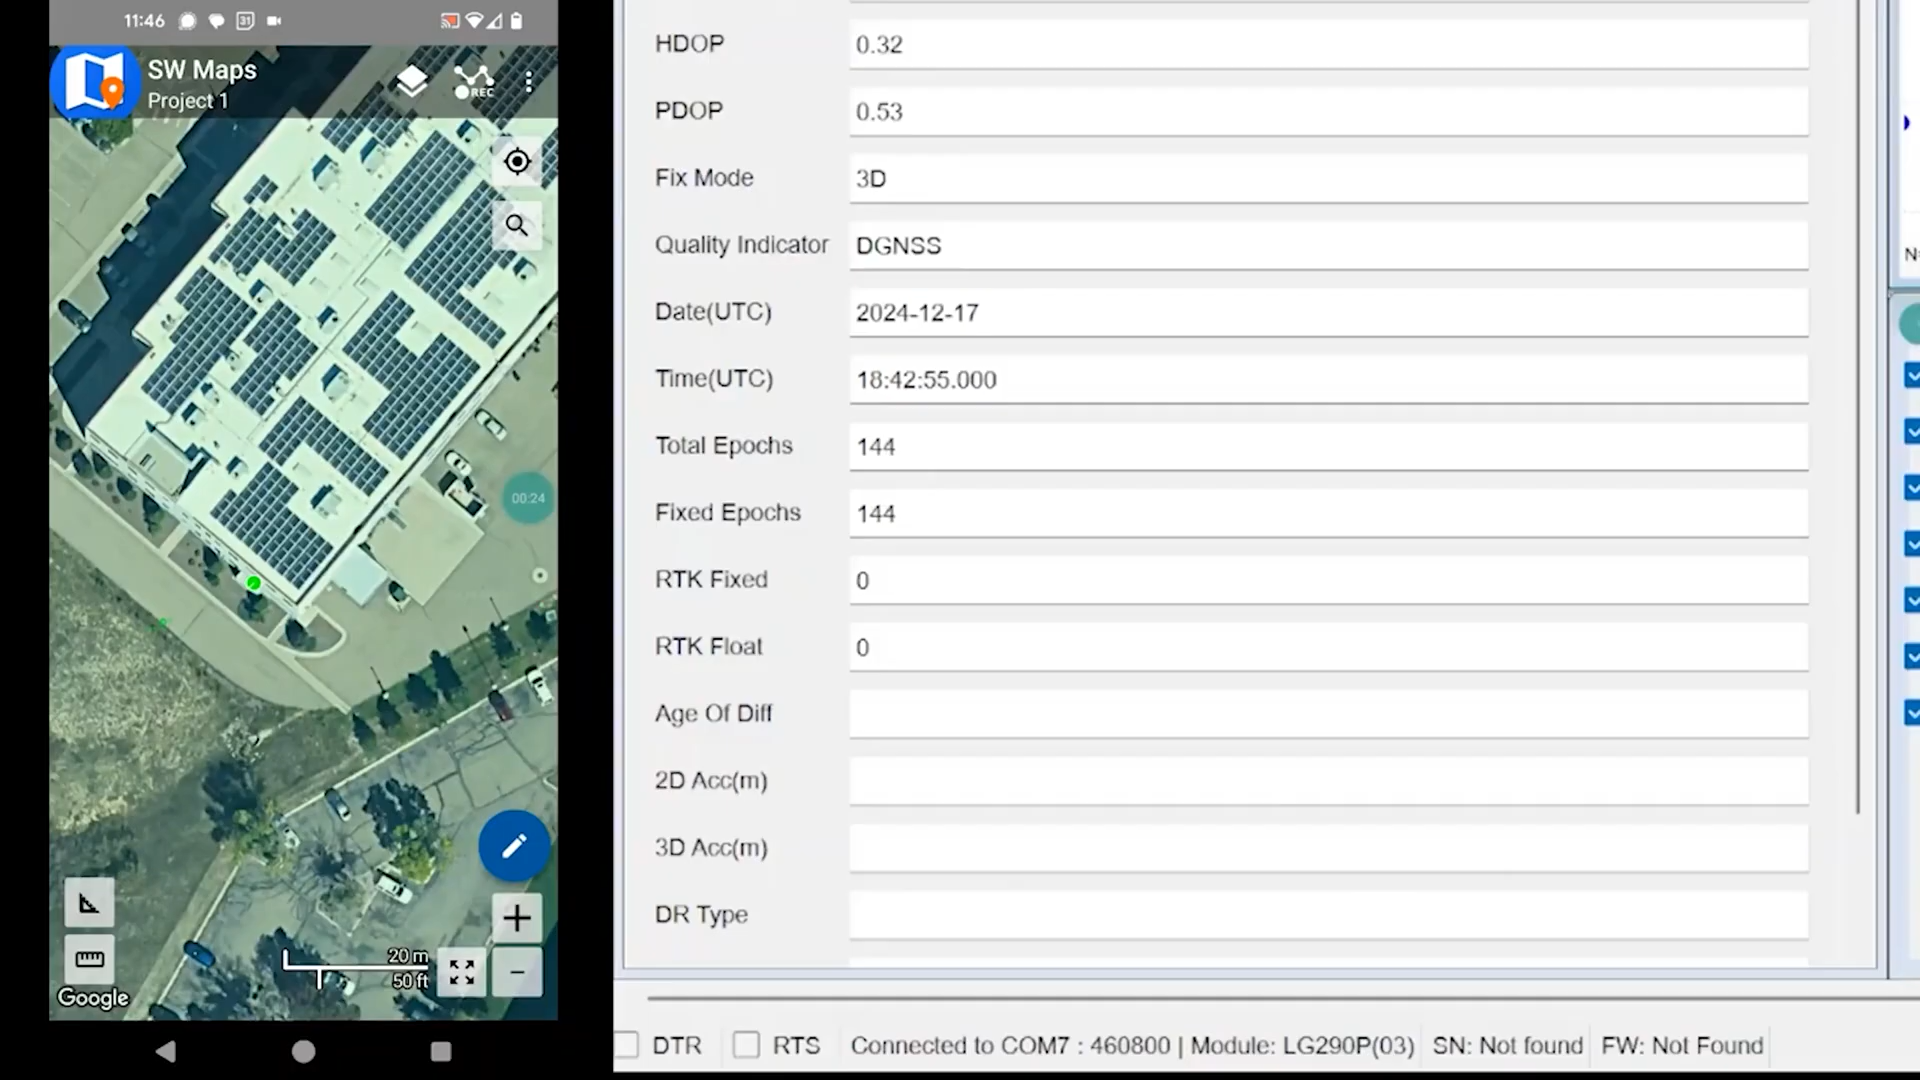 11:46
31
SW Maps
Project 1
REC
00:24
20 m
50 ft
Google
HDOP 0.32
PDOP 0.53
Fix Mode 3D
Quality Indicator DGNSS
Date(UTC) 2024-12-17
Time(UTC) 18:42:55.000
Total Epochs 144
Fixed Epochs 144
RTK Fixed 0
RTK Float 0
Age Of Diff
2D Acc(m)
3D Acc(m)
DR Type
DTR RTS Connected to COM7 : 460800 | Module: LG290P(03) SN: Not found FW: Not Found